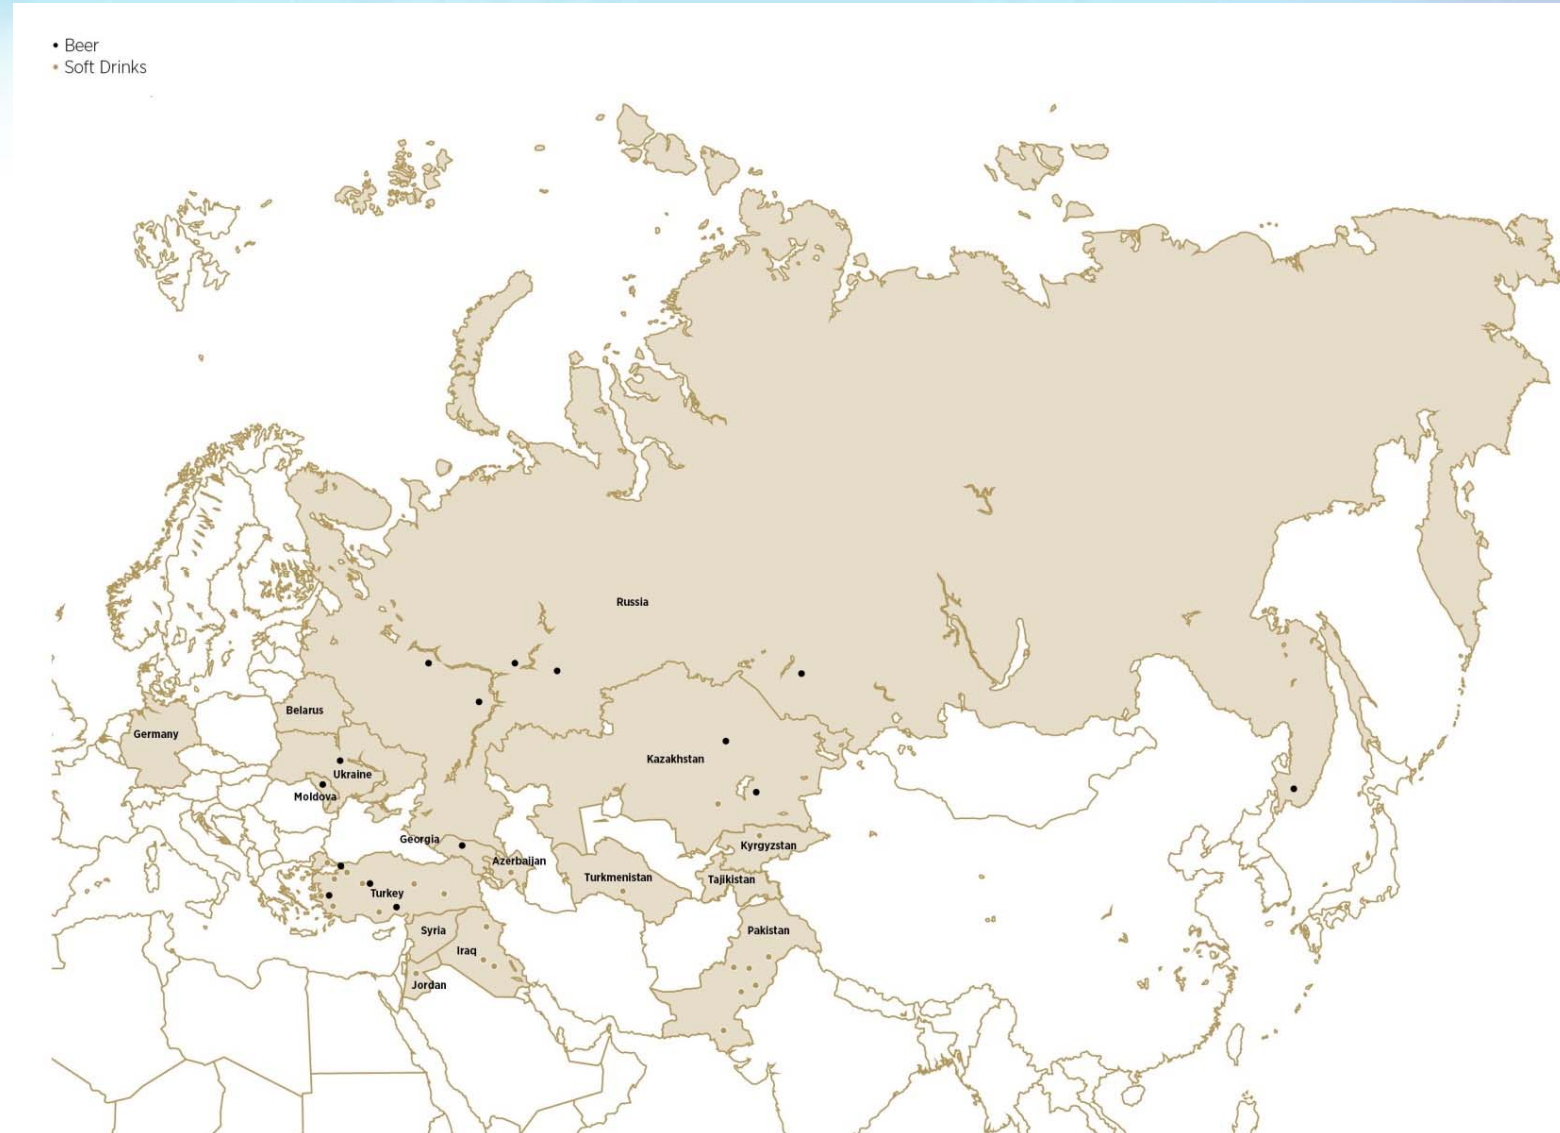 Beer
Soft Drinks
Russia
Belarus
Germany
Kazakhstan
Ukraine
Moldova
Georgia
Kyrgyzstan
Azerbaijan
Turkmenistan
Tajikistan
Turkey
Syria
Pakistan
Iraq
Jordan